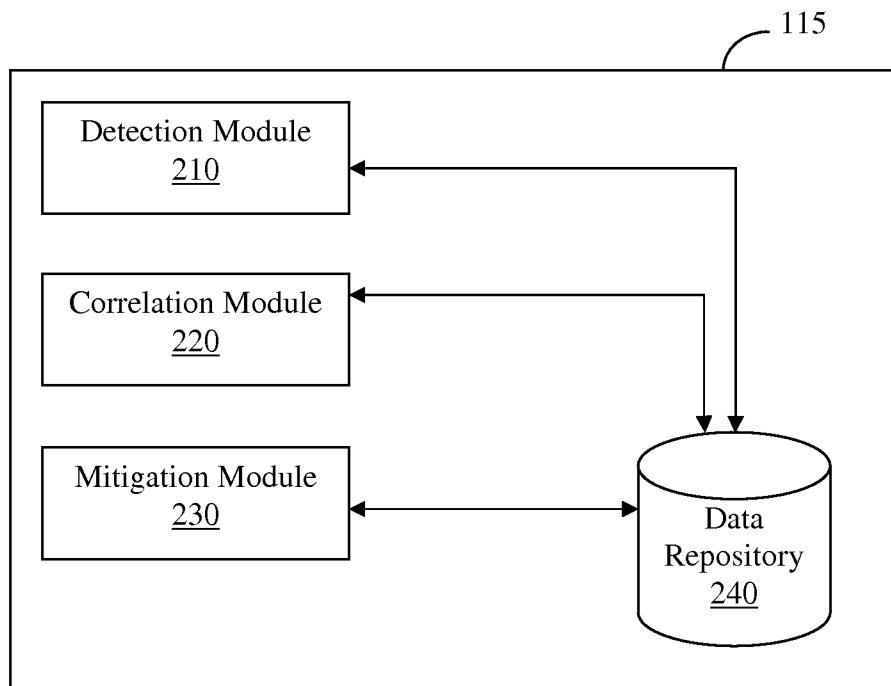 115
Detection Module
210
Correlation Module
220
Mitigation Module
230
Data
Repository
240